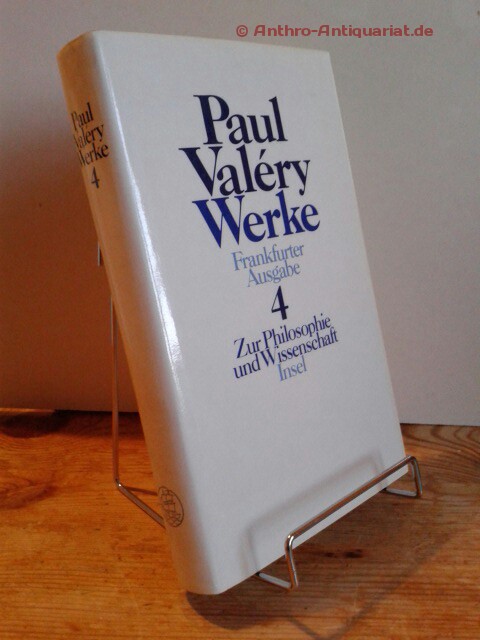 © Anthro-Antiquariat.de
Paul
Valéry
Werke
4
Paul
Valéry
Werke
Frankfurter
Ausgabe
4
Zur Philosophie
und Wissenschaft
Insel